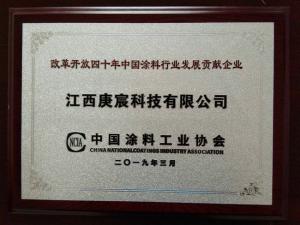 改革开放四十年中国涂料行业发展贡献企业
江西庚宸科技有限公司
NCIA 中国涂料工业协会
CHINA NATIONAL COATINGS INDUSTRY ASSOCIATION
二〇一九年三月